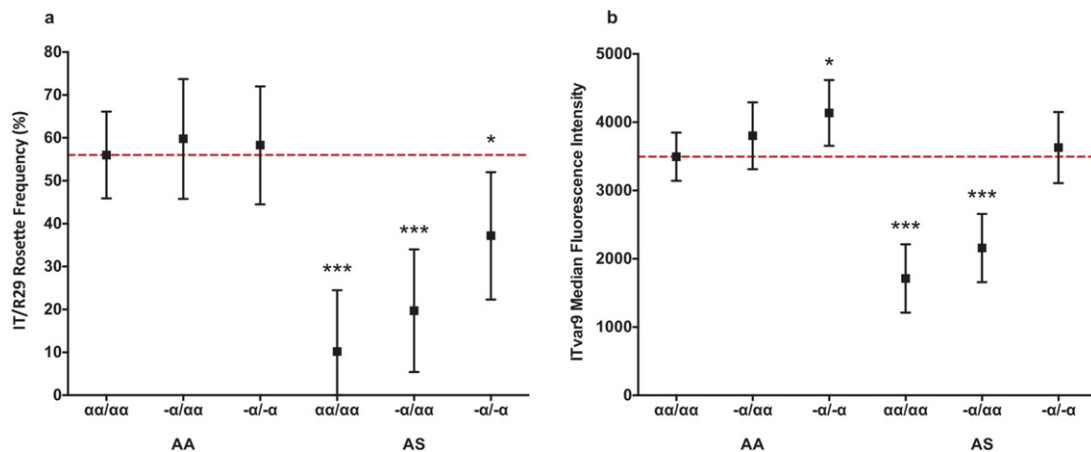 a
IT/R29 Rosette Frequency (%)
80
70
60
50
40
30
20
10
0
*
***
***
αα/αα -α/αα -α/-α αα/αα -α/αα -α/-α
AA AS
b
ITvar9 Median Fluorescence Intensity
5000
4000
3000
2000
1000
0
*
***
***
αα/αα -α/αα -α/-α αα/αα -α/αα -α/-α
AA AS